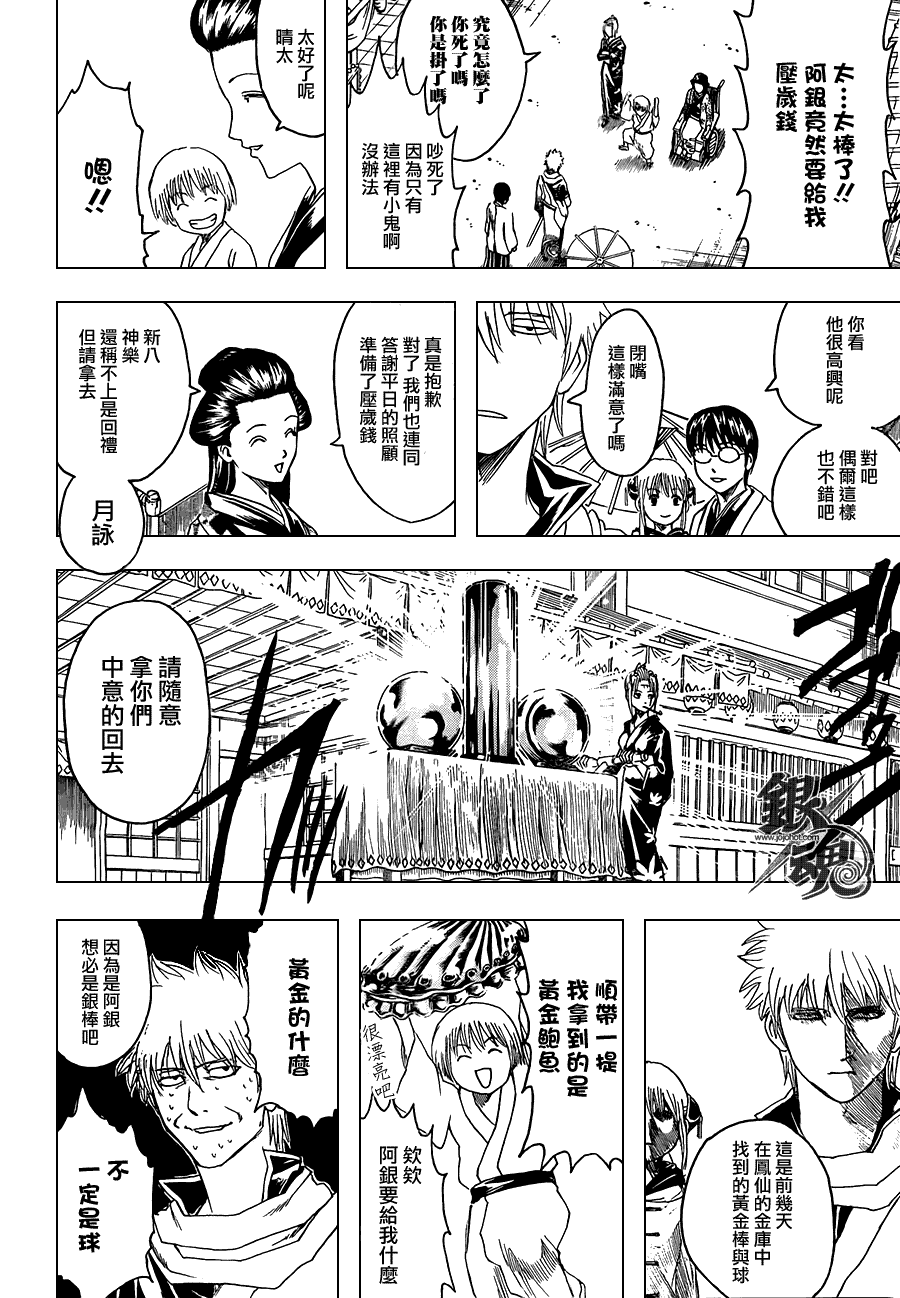 太…太棒了!!
阿銀竟然要給我
壓歲錢
究竟怎麼了
你死了嗎
你是掛了嗎
吵死了
因為只有
這裡有小鬼啊
沒辦法
太好了呢
晴太
嗯!!
你看
他很高興呢
對吧
偶爾這樣
也不錯吧
閉嘴
這樣滿意了嗎
真是抱歉
對了 我們也連同
答謝平日的照顧
準備了壓歲錢
新八
神樂
還稱不上是回禮
但請拿去
月詠
請隨意
拿你們
中意的回去
銀魂
www.jojohot.com
這是前幾天
在鳳仙的金庫中
找到的黃金棒與球
順帶一提
我拿到的是
黃金鮑魚
很漂亮吧
欸欸
阿銀要給我什麼
黃金的什麼
因為是阿銀
想必是銀棒吧
不
一定是球